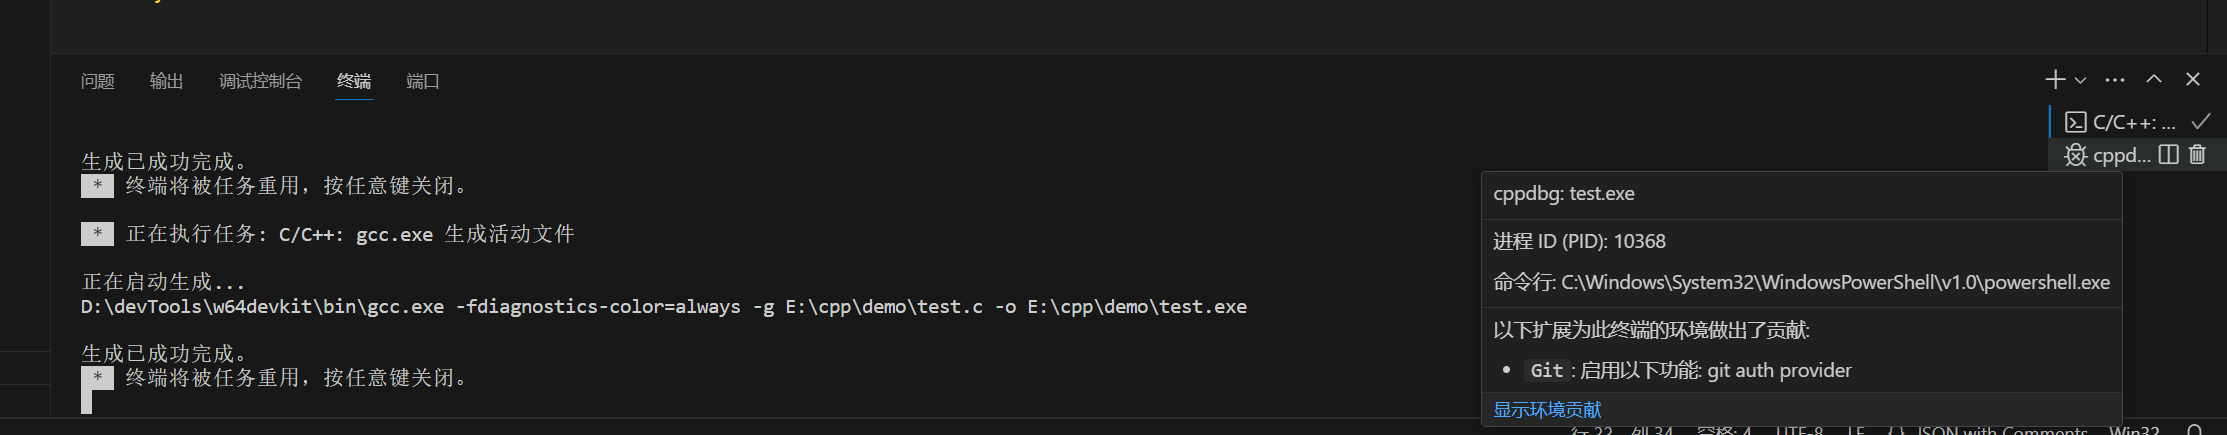 问题 输出 调试控制台 终端 端口
生成已成功完成。
* 终端将被任务重用，按任意键关闭。
* 正在执行任务: C/C++: gcc.exe 生成活动文件
正在启动生成...
D:\devTools\w64devkit\bin\gcc.exe -fdiagnostics-color=always -g E:\cpp\demo\test.c -o E:\cpp\demo\test.exe
生成已成功完成。
* 终端将被任务重用，按任意键关闭。
C/C++: ...
cppd...
cppdbg: test.exe
进程 ID (PID): 10368
命令行: C:\Windows\System32\WindowsPowerShell\v1.0\powershell.exe
以下扩展为此终端的环境做出了贡献:
• Git: 启用以下功能: git auth provider
显示环境贡献
行 22，列 34 空格: 4 UTF-8 LF {} JSON with Comments Win32